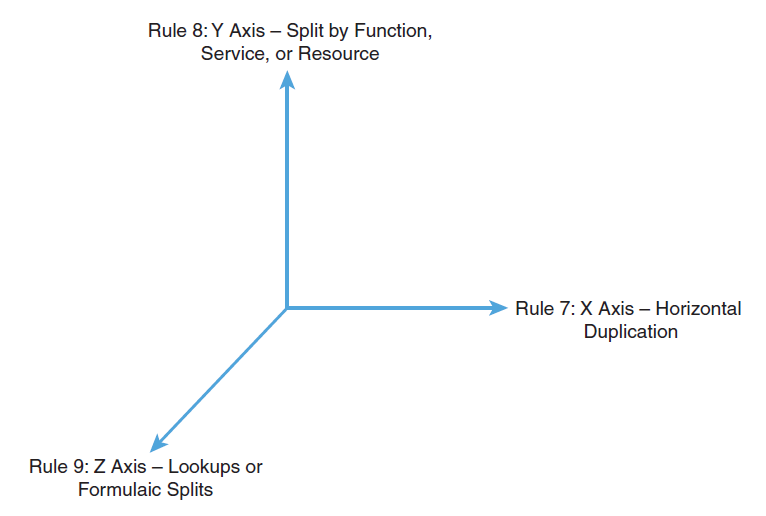 Rule 8: Y Axis – Split by Function,
Service, or Resource
Rule 7: X Axis – Horizontal
Duplication
Rule 9: Z Axis – Lookups or
Formulaic Splits